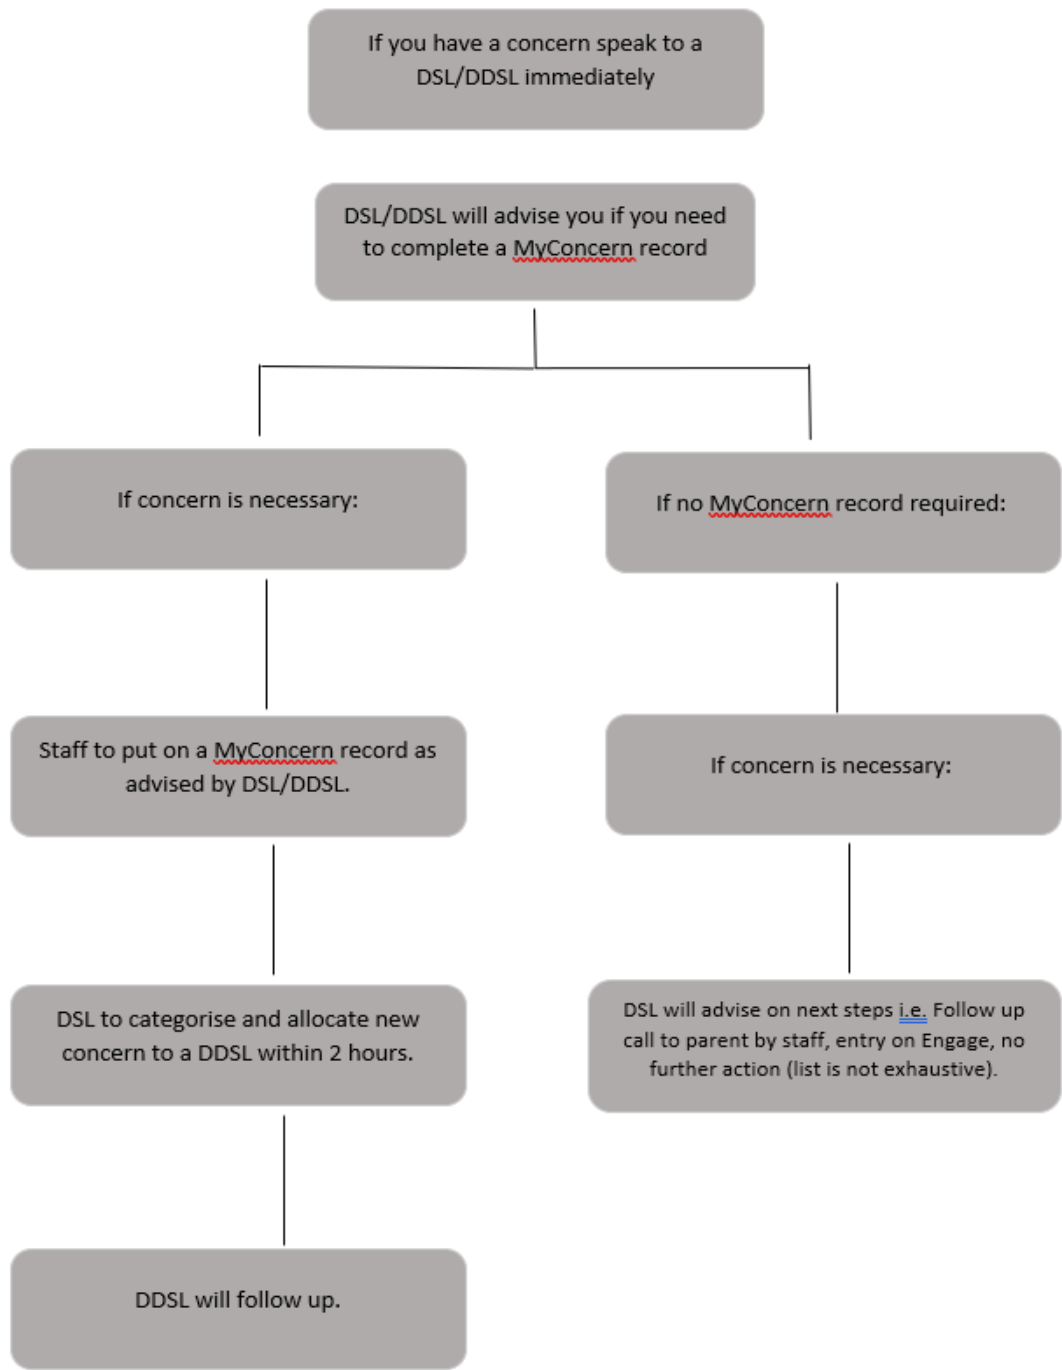 If you have a concern speak to a
DSL/DDSL immediately
DSL/DDSL will advise you if you need
to complete a MyConcern record
If concern is necessary:
If no MyConcern record required:
Staff to put on a MyConcern record as
advised by DSL/DDSL.
If concern is necessary:
DSL to categorise and allocate new
concern to a DDSL within 2 hours.
DSL will advise on next steps i.e. Follow up
call to parent by staff, entry on Engage, no
further action (list is not exhaustive).
DDSL will follow up.